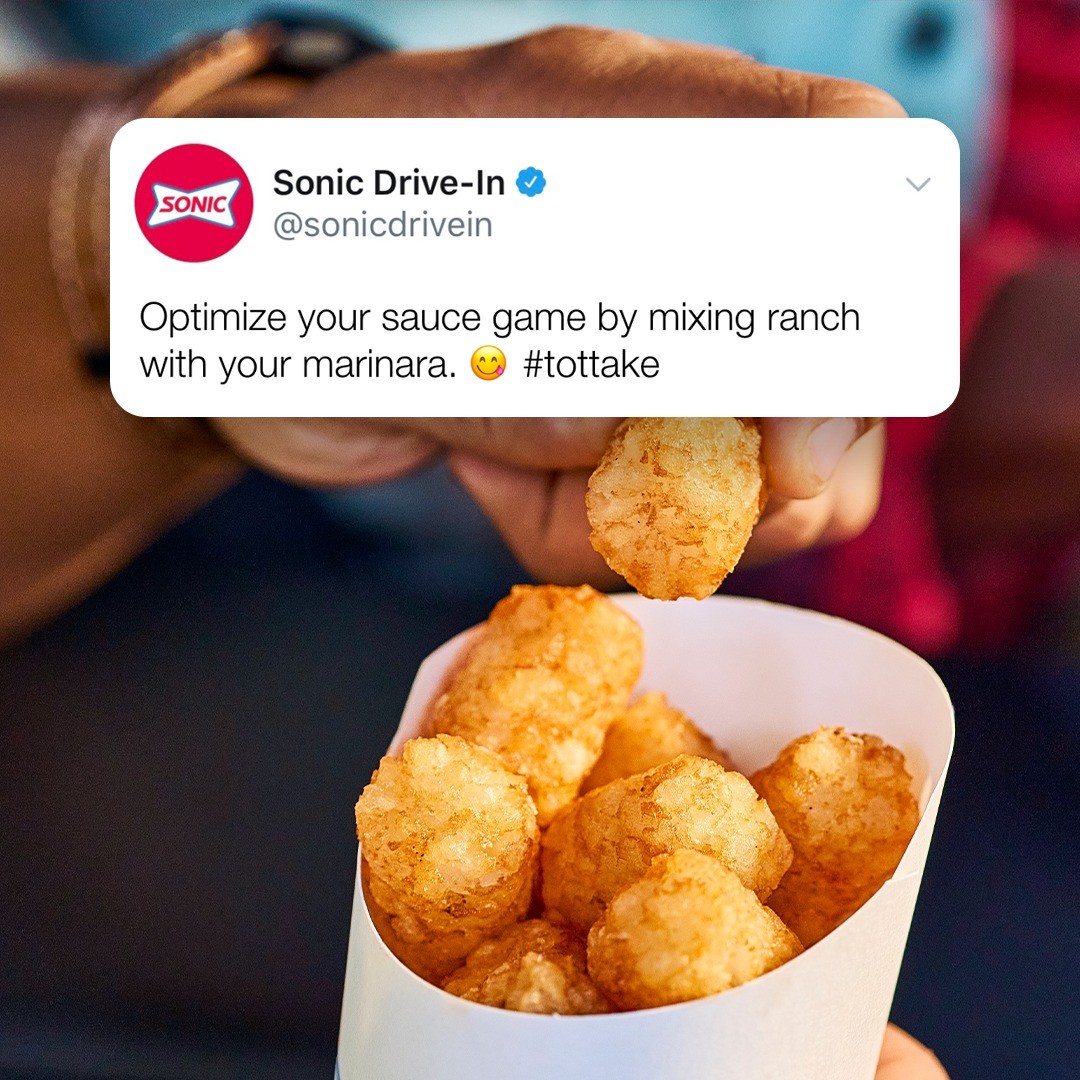 SONIC
Sonic Drive-In
@sonicdrivein
Optimize your sauce game by mixing ranch
with your marinara. 😋 #tottake